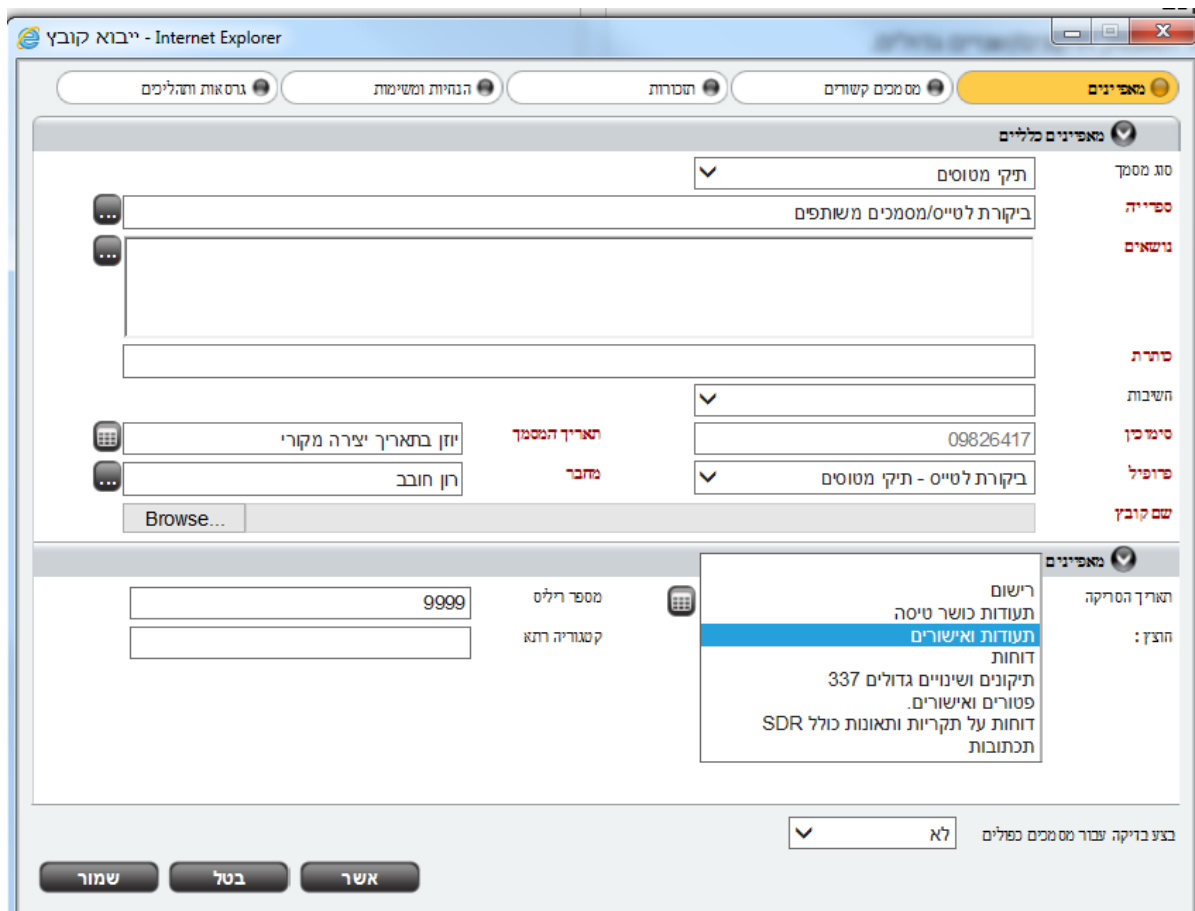 ייבוא קובץ - Internet Explorer
מאפיינים
מסמכים קשורים
תזכורות
הנחיות ומשימות
גרסאות ותהליכים
מאפיינים כלליים
סוג מסמך
תיקי מטוסים
ספרייה
ביקורת לטייס/מסמכים משותפים
...
נושאים
...
כותרת
חשיבות
סימוכין
09826417
תאריך המסמך
יוזן בתאריך יצירה מקורי
פרופיל
ביקורת לטייס - תיקי מטוסים
מחבר
רון חובב
...
שם קובץ
Browse...
מאפיינים
תאריך הסריקה
מספר ריליס
9999
חוצץ :
קטגוריה רתא
רישום
תעודות כושר טיסה
תעודות ואישורים
דוחות
תיקונים ושינויים גדולים 337
פטורים ואישורים.
דוחות על תקריות ותאונות כולל SDR
תכתובות
בצע בדיקה עבור מסמכים כפולים
לא
אשר
בטל
שמור